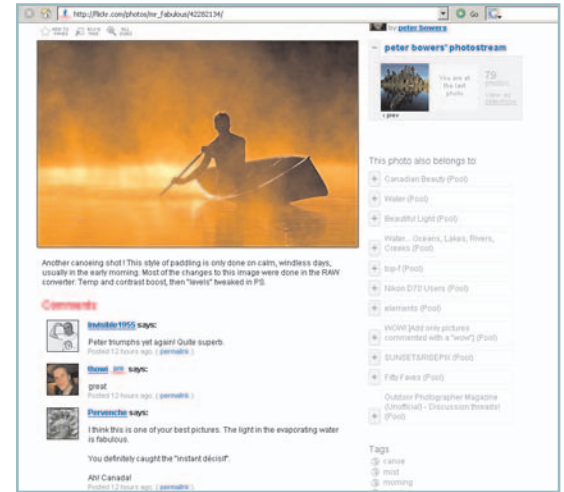 http://flickr.com/photos/mr_fabulous/42282134/
Go
ADD TO
BLOG
THIS
ALL
SIZES
by peter bowers
peter bowers' photostream
You are at
the last
photo.
79
photos
view as
slideshow
‹ prev
Another canoeing shot! This style of paddling is only done on calm, windless days,
usually in the early morning. Most of the changes to this image were done in the RAW
converter: Temp and contrast boost, then "levels" tweaked in PS.
Comments
Invisible1955 says:
Peter triumphs yet again! Quite superb.
Posted 12 hours ago. ( permalink )
says:
great
Posted 12 hours ago. ( permalink )
Pervenche says:
I think this is one of your best pictures. The light in the evaporating water
is fabulous.
You definitely caught the "instant décisif".
Ah! Canada!
Posted 12 hours ago. ( permalink )
This photo also belongs to:
Canadian Beauty (Pool)
Water (Pool)
Beautiful Light (Pool)
Water... Oceans, Lakes, Rivers,
Creeks (Pool)
top-f (Pool)
Nikon D70 Users (Pool)
elements (Pool)
WOW! [Add only pictures
commented with a "wow"] (Pool)
(Pool)
Fifty Faves (Pool)
Outdoor Photographer Magazine
(Unofficial) - Discussion threads!
(Pool)
Tags
canoe
mist
morning